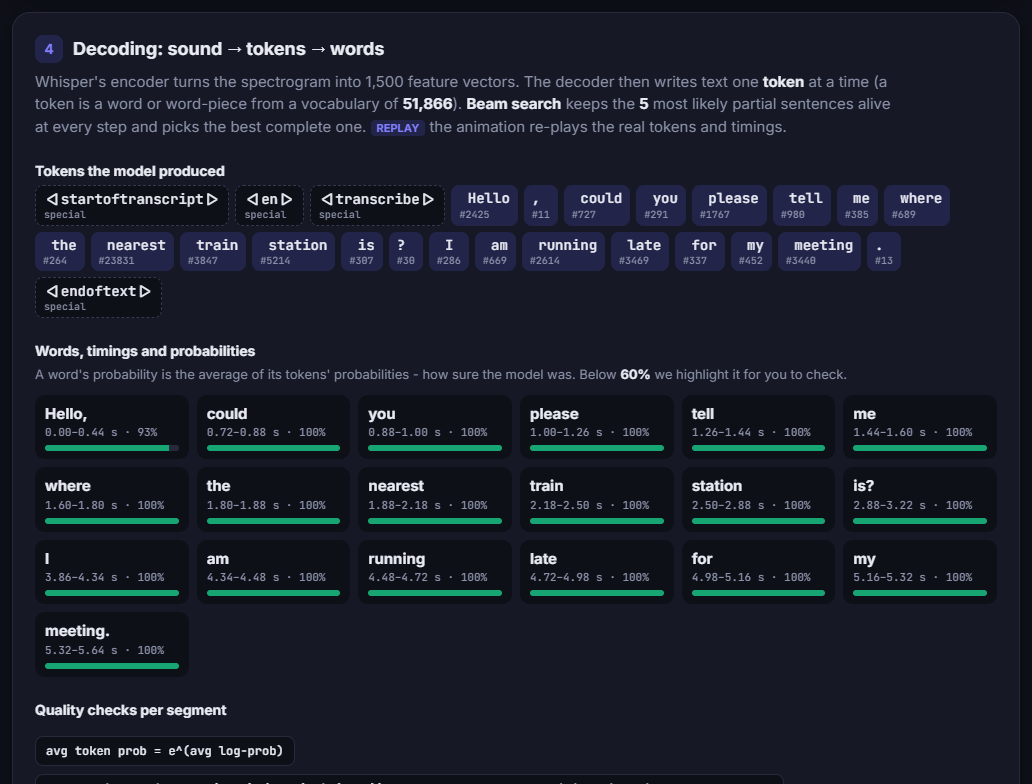 4 Decoding: sound → tokens → words
Whisper's encoder turns the spectrogram into 1,500 feature vectors. The decoder then writes text one token at a time (a
token is a word or word-piece from a vocabulary of 51,866). Beam search keeps the 5 most likely partial sentences alive
at every step and picks the best complete one. REPLAY the animation re-plays the real tokens and timings.
Tokens the model produced
◁startoftranscript▷ ◁en▷ ◁transcribe▷ Hello , could you please tell me where
special special special #2425 #11 #727 #291 #1767 #980 #385 #689
the nearest train station is ? I am running late for my meeting .
#264 #23831 #3847 #5214 #307 #30 #286 #669 #2614 #3469 #337 #452 #3440 #13
◁endoftext▷
special
Words, timings and probabilities
A word's probability is the average of its tokens' probabilities - how sure the model was. Below 60% we highlight it for you to check.
Hello, could you please tell me
0.00–0.44 s · 93% 0.72–0.88 s · 100% 0.88–1.00 s · 100% 1.00–1.26 s · 100% 1.26–1.44 s · 100% 1.44–1.60 s · 100%
where the nearest train station is?
1.60–1.80 s · 100% 1.80–1.88 s · 100% 1.88–2.18 s · 100% 2.18–2.50 s · 100% 2.50–2.88 s · 100% 2.88–3.22 s · 100%
I am running late for my
3.86–4.34 s · 100% 4.34–4.48 s · 100% 4.48–4.72 s · 100% 4.72–4.98 s · 100% 4.98–5.16 s · 100% 5.16–5.32 s · 100%
meeting.
5.32–5.64 s · 100%
Quality checks per segment
avg token prob = e^(avg log-prob)